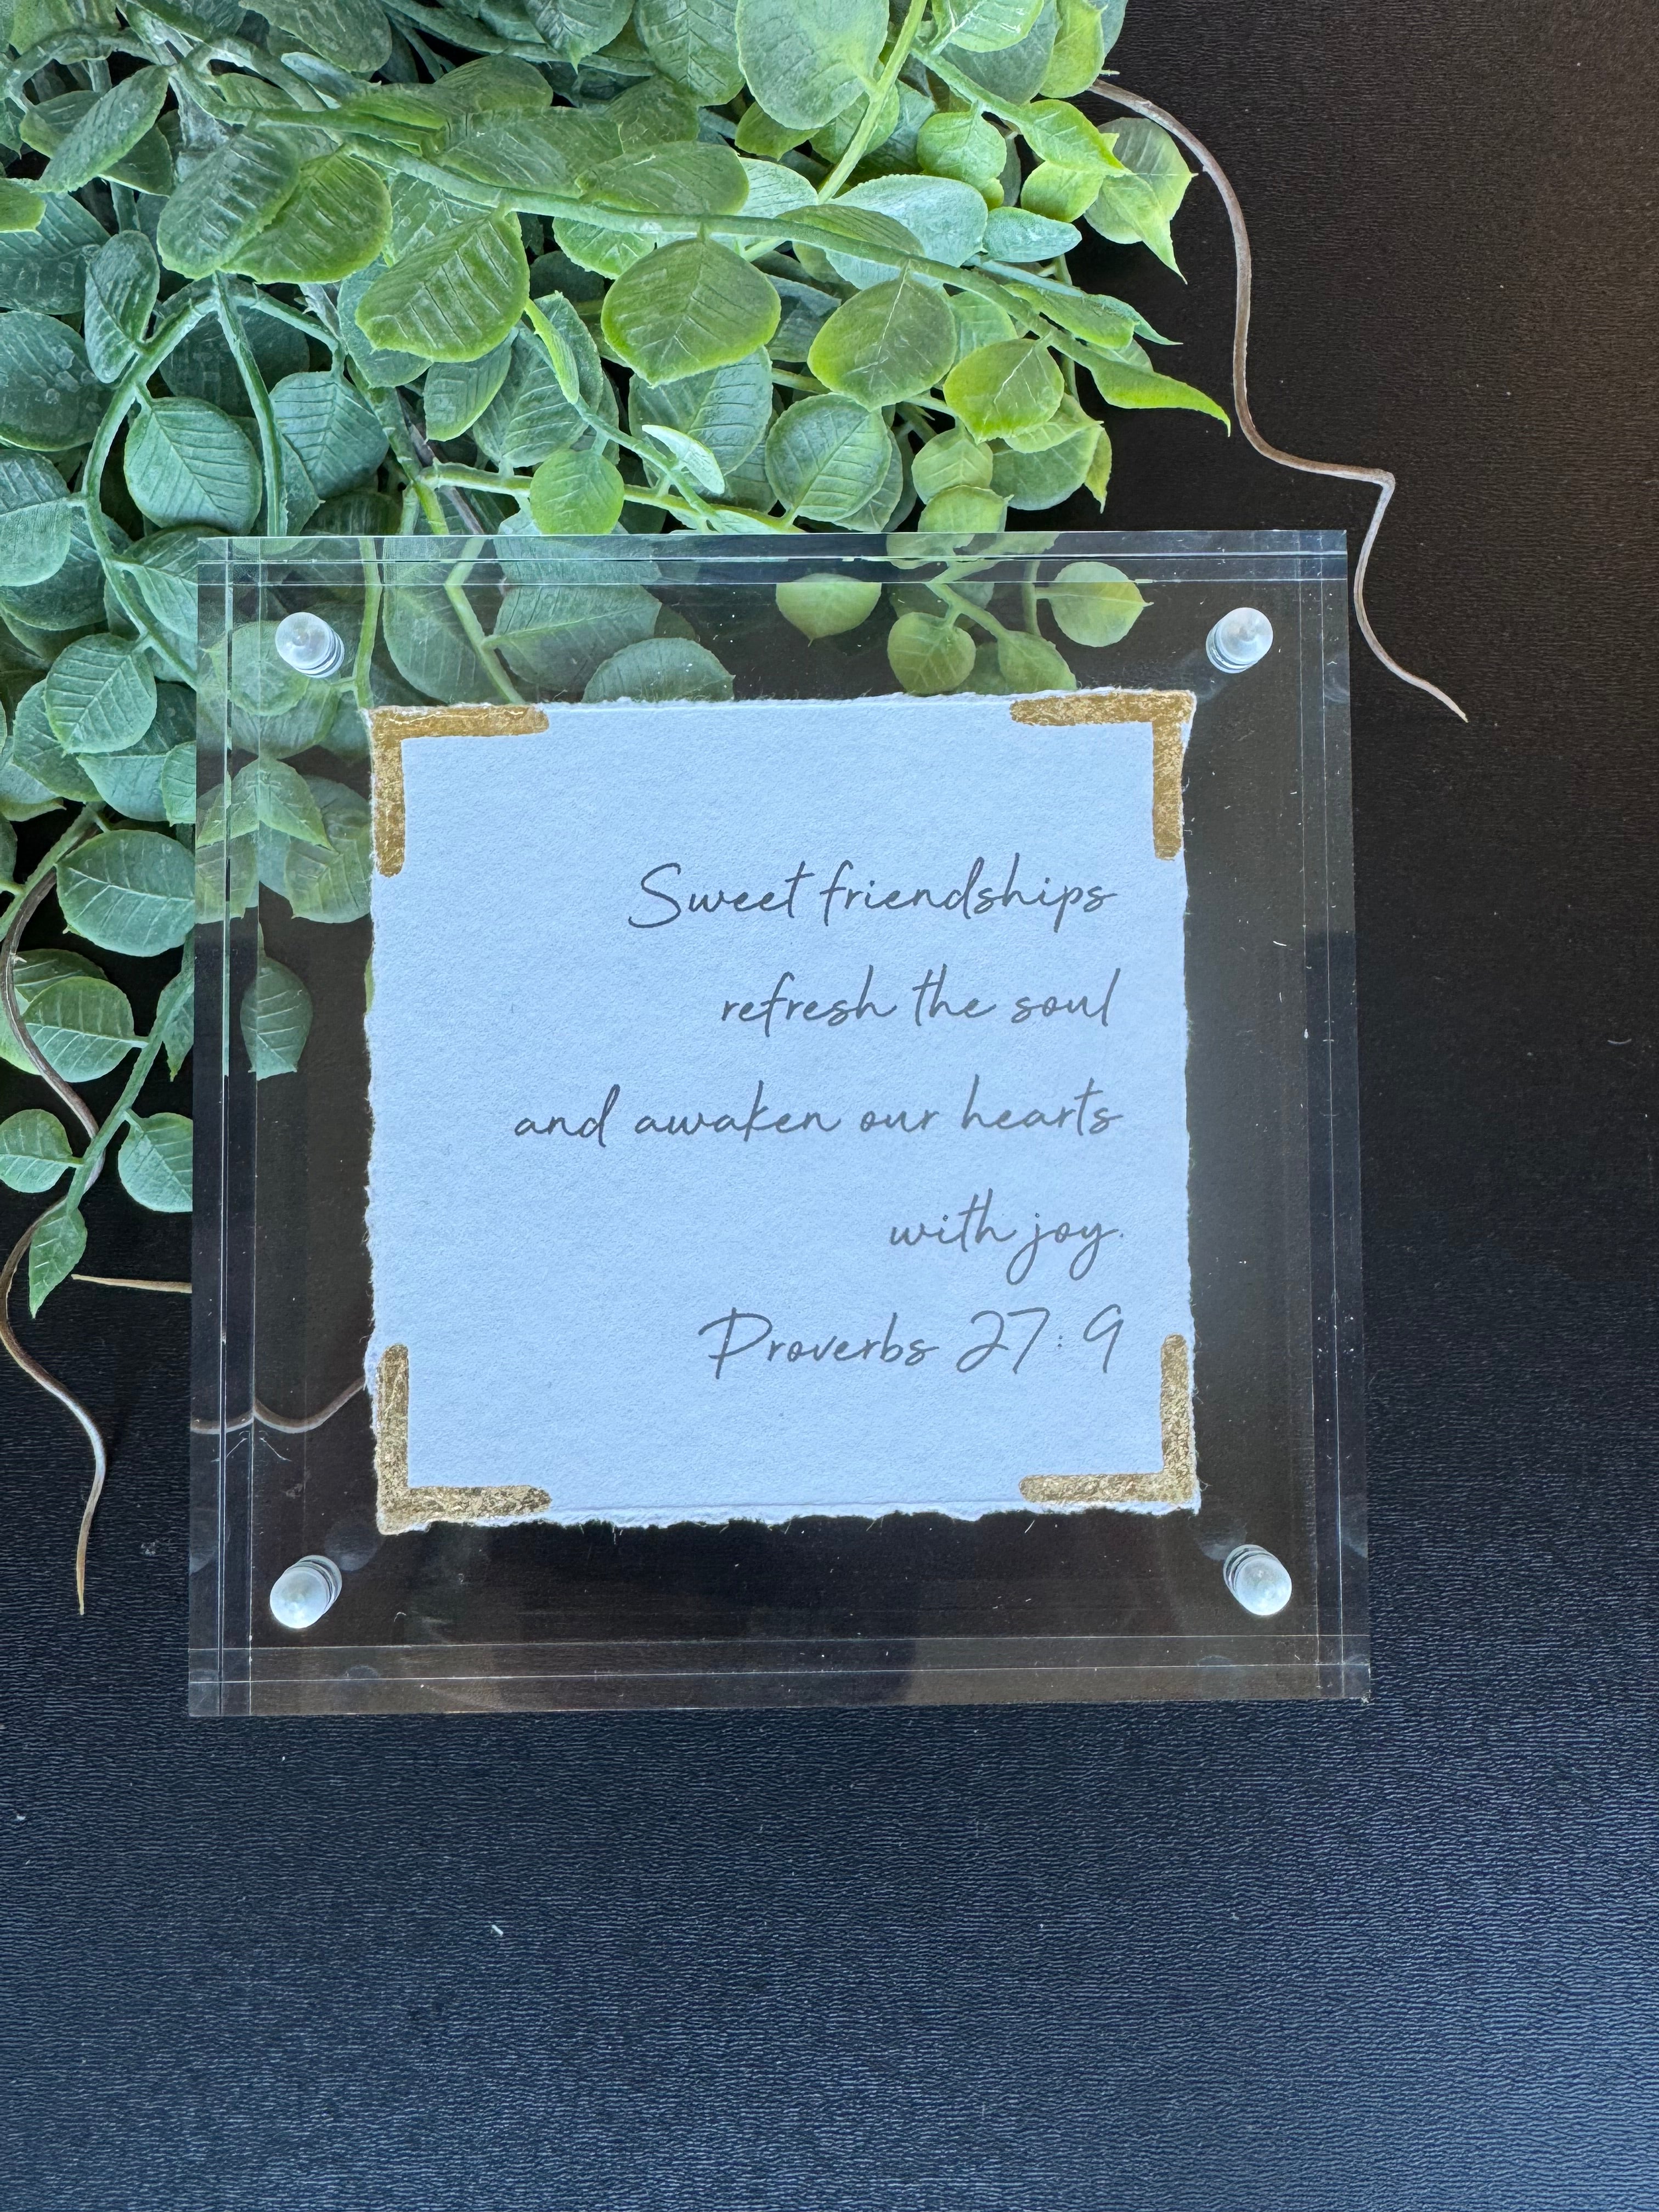 Sweet friendships
refresh the soul
and awaken our hearts
with joy.
Proverbs 27:9